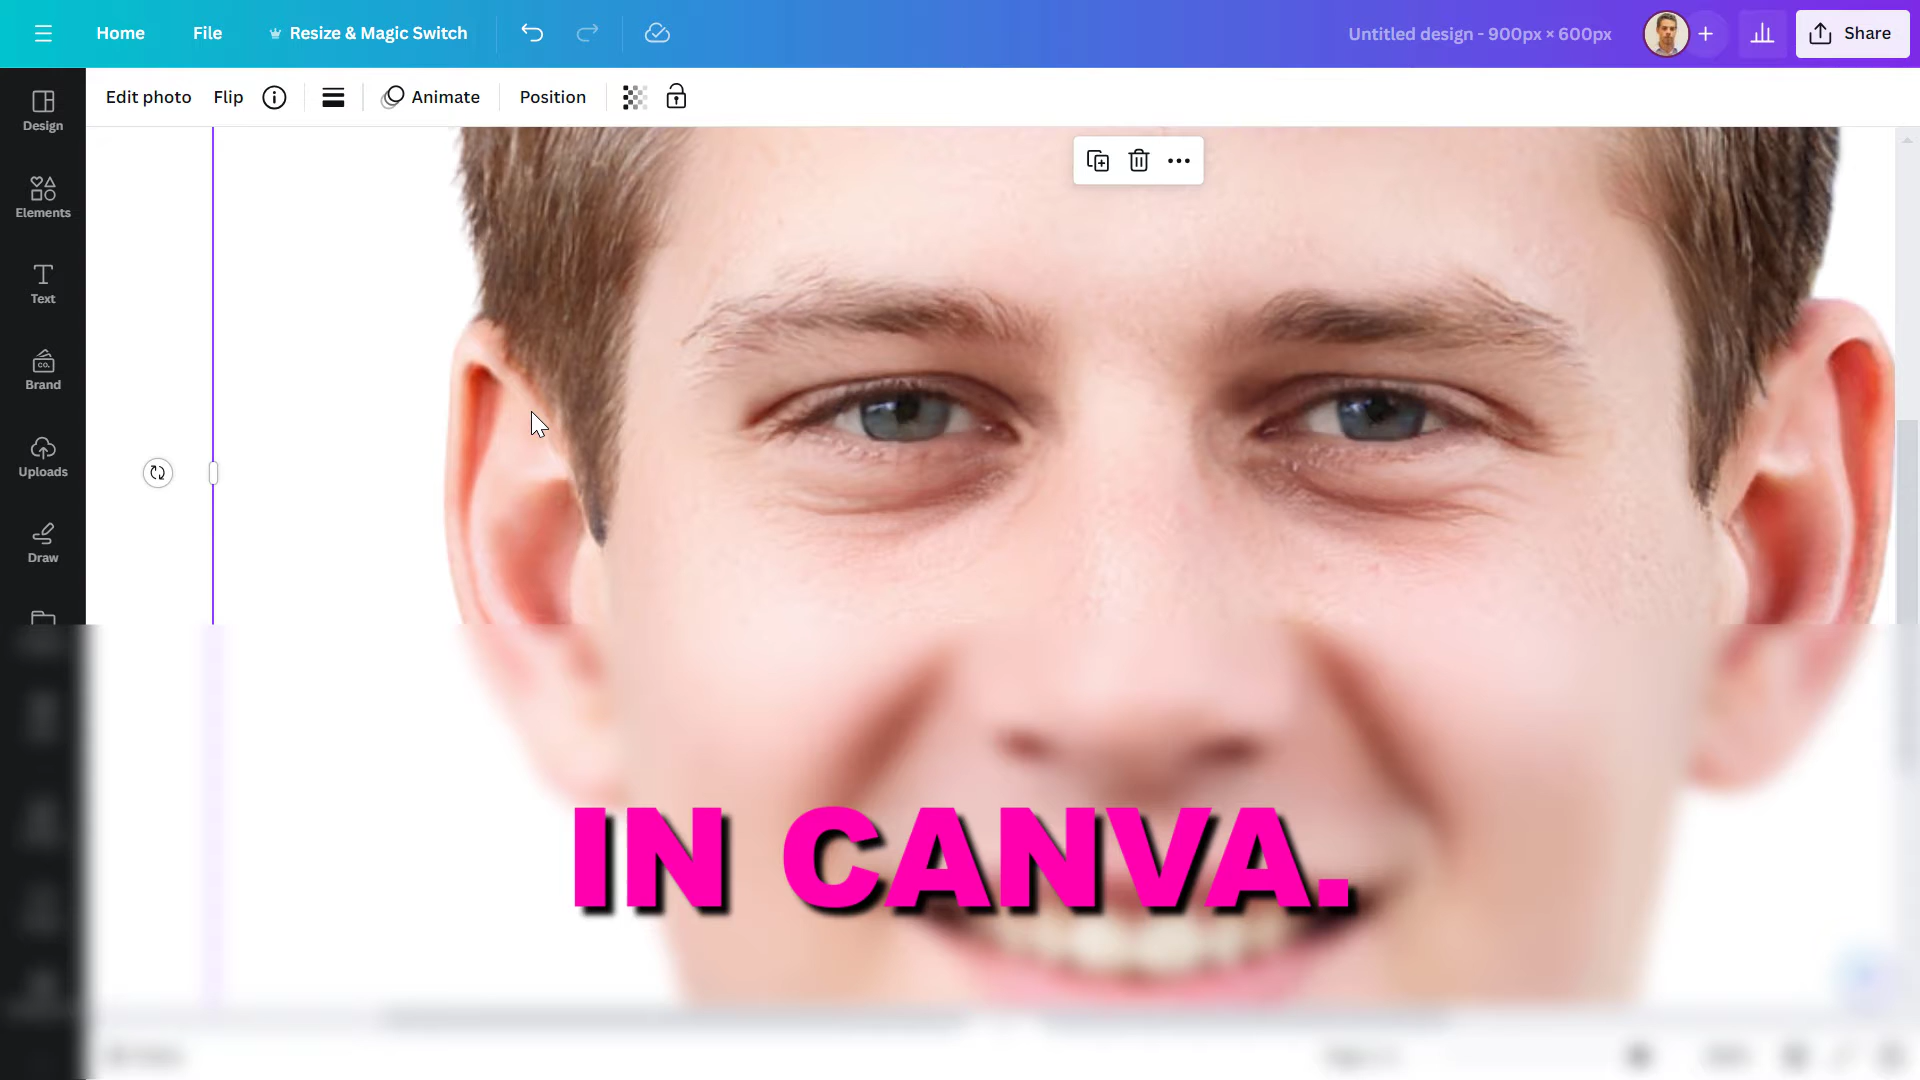 Home File Resize & Magic Switch Untitled design - 900px × 600px Share
Edit photo Flip Animate Position
Design
Elements
Text
CO.
Brand
Uploads
Draw
IN CANVA.